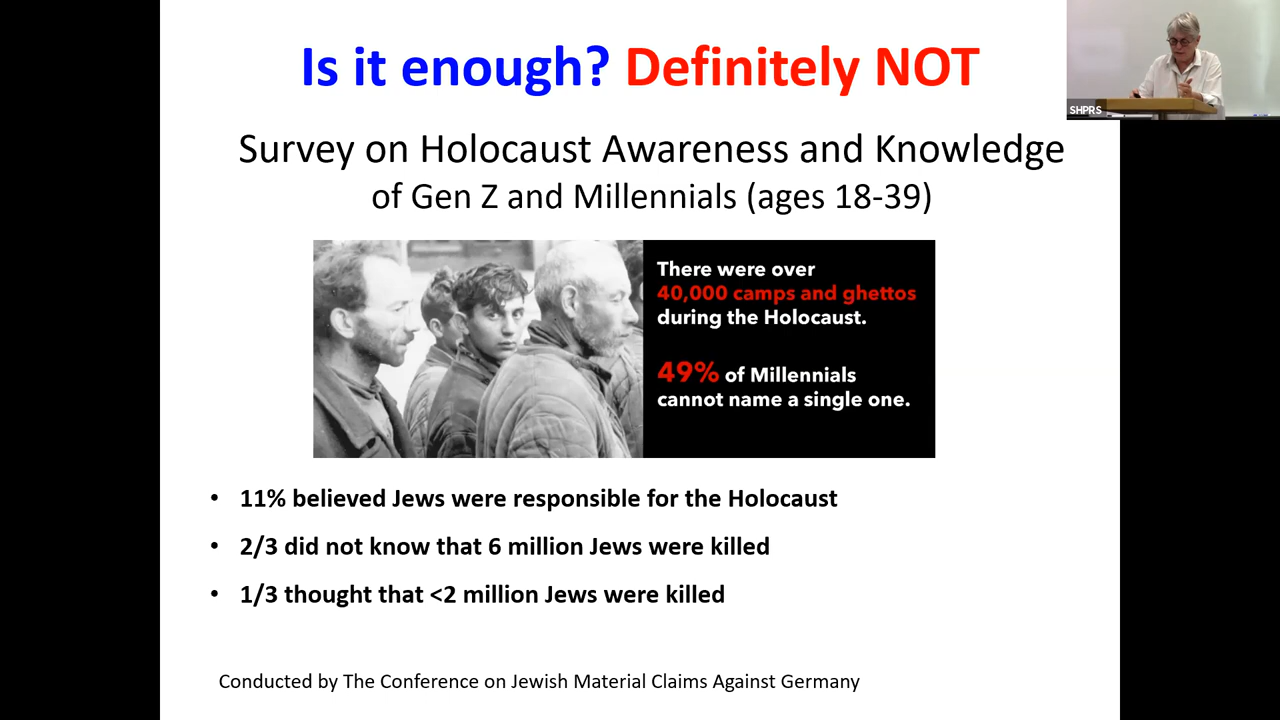 Is it enough? Definitely NOT
SHPRS
Survey on Holocaust Awareness and Knowledge
of Gen Z and Millennials (ages 18-39)
There were over
40,000 camps and ghettos
during the Holocaust.
49% of Millennials
cannot name a single one.
• 11% believed Jews were responsible for the Holocaust
• 2/3 did not know that 6 million Jews were killed
• 1/3 thought that <2 million Jews were killed
Conducted by The Conference on Jewish Material Claims Against Germany